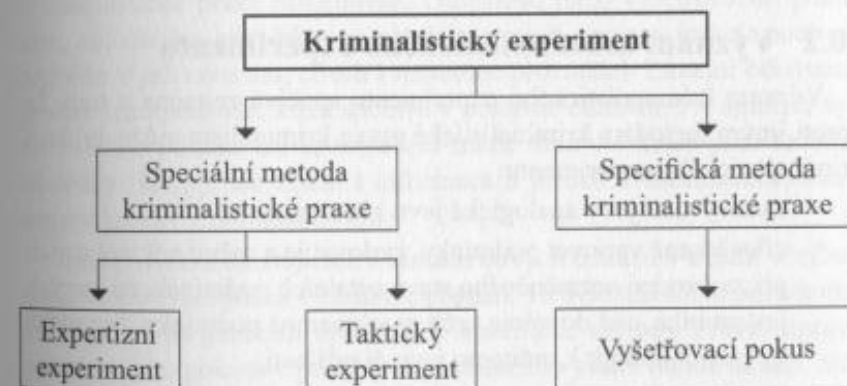 Kriminalistický experiment
Speciální metoda
kriminalistické praxe
Specifická metoda
kriminalistické praxe
Expertizní
experiment
Taktický
experiment
Vyšetřovací pokus